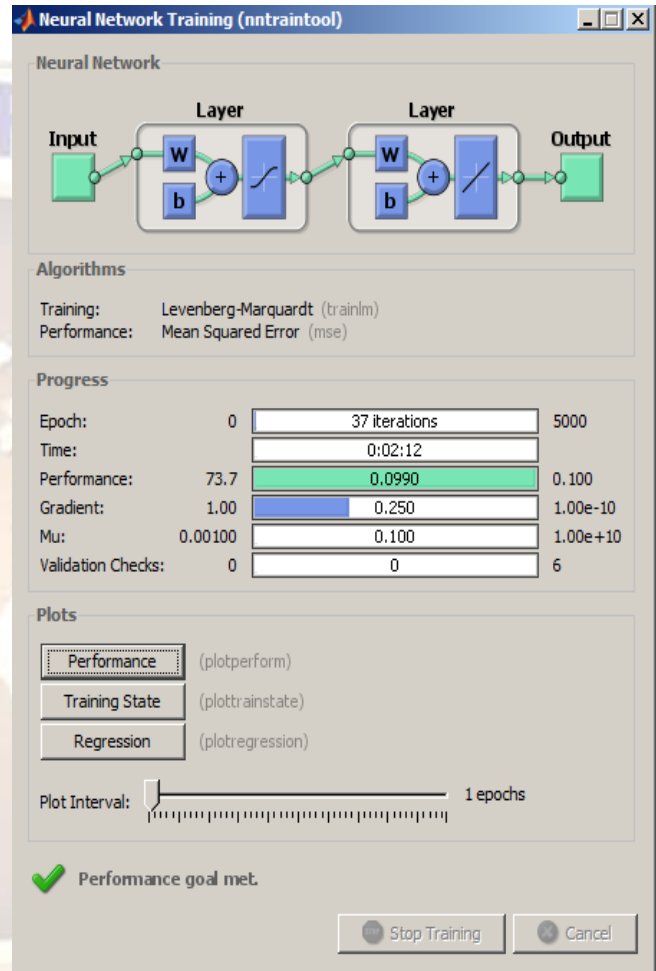 Neural Network Training (nntraintool)
Neural Network
Layer Layer
Input Output
W W
+ +
b b
Algorithms
Training: Levenberg-Marquardt (trainlm)
Performance: Mean Squared Error (mse)
Progress
Epoch: 0 37 iterations 5000
Time: 0:02:12
Performance: 73.7 0.0990 0.100
Gradient: 1.00 0.250 1.00e-10
Mu: 0.00100 0.100 1.00e+10
Validation Checks: 0 0 6
Plots
Performance (plotperform)
Training State (plottrainstate)
Regression (plotregression)
Plot Interval: 1 epochs
Performance goal met.
Stop Training Cancel